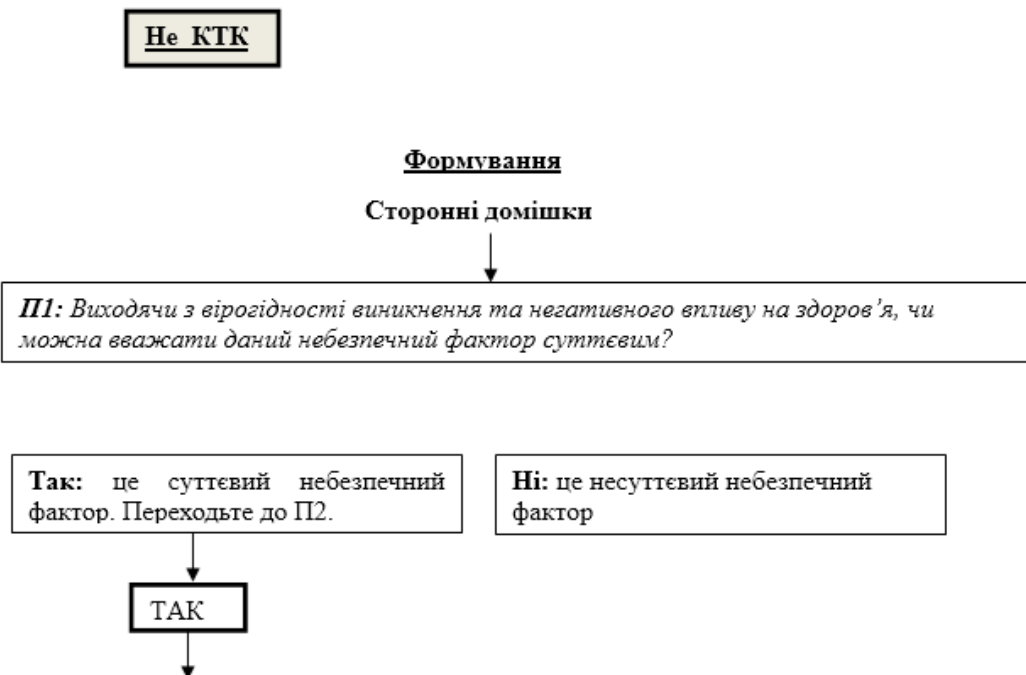 Не КТК
Формування
Сторонні домішки
П1: Виходячи з вірогідності виникнення та негативного впливу на здоров’я, чи
можна вважати даний небезпечний фактор суттєвим?
Так: це суттєвий небезпечний
фактор. Переходьте до П2.
Ні: це несуттєвий небезпечний
фактор
ТАК